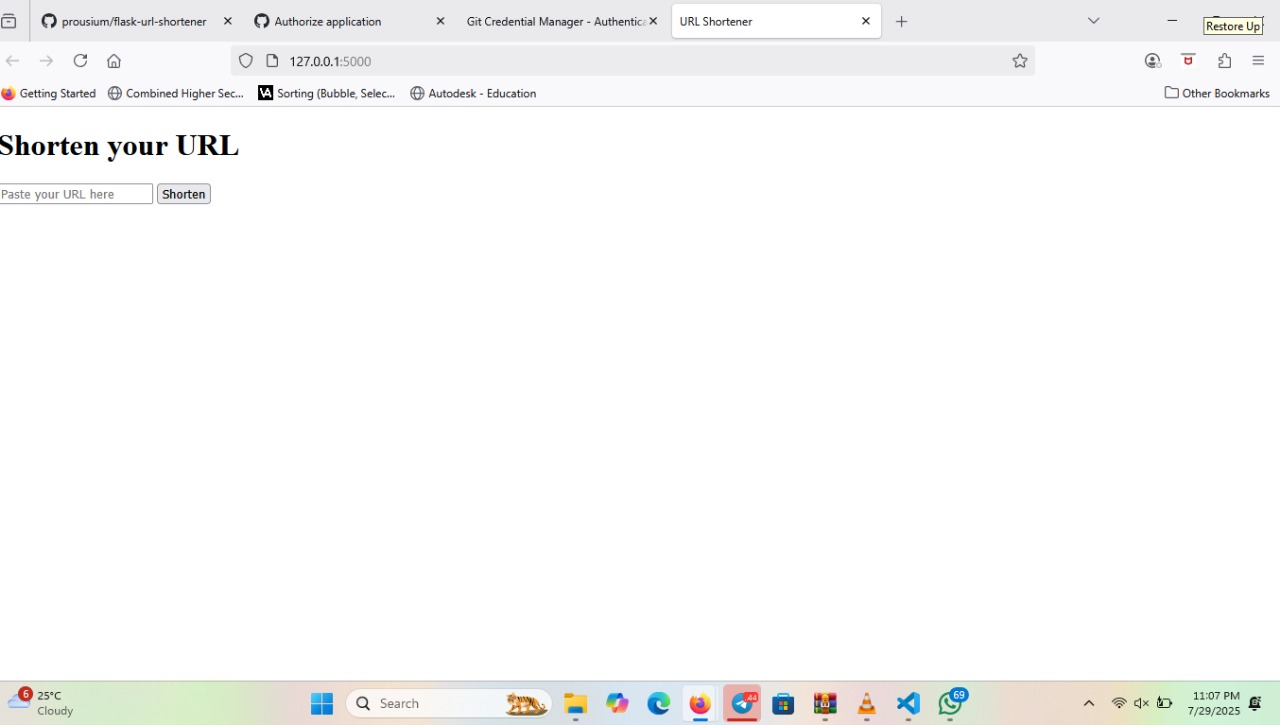 prousium/flask-url-shortener
Authorize application
Git Credential Manager - Authentica
URL Shortener
Restore Up
127.0.0.1:5000
Getting Started
Combined Higher Sec...
VA Sorting (Bubble, Selec...
Autodesk - Education
Other Bookmarks
Shorten your URL
Paste your URL here
Shorten
6
25°C
Cloudy
Search
44
69
11:07 PM
7/29/2025